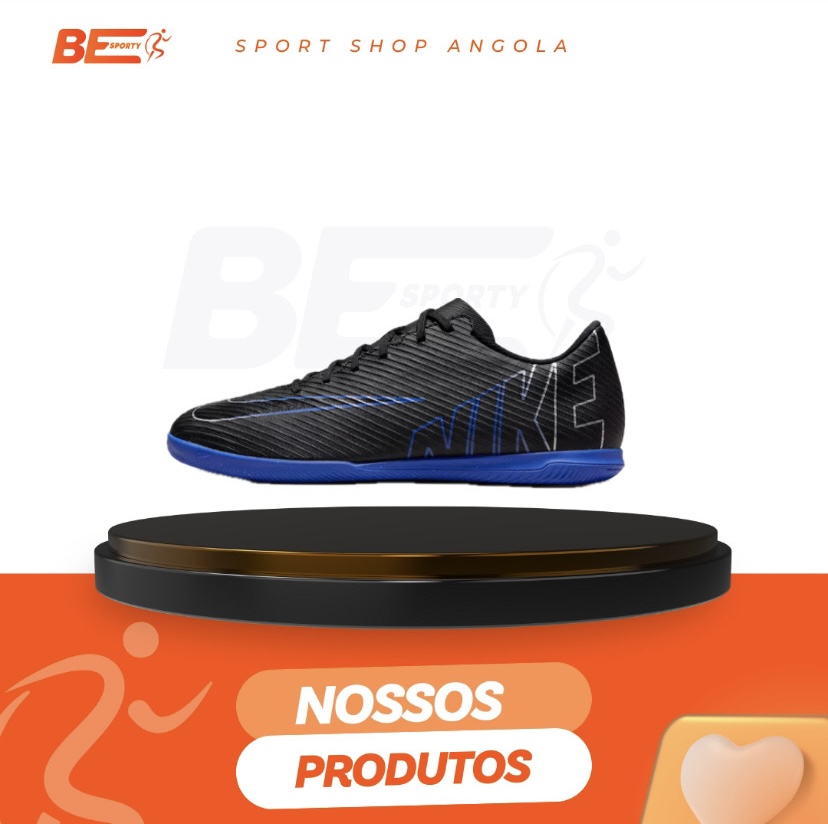 BE SPORTY
SPORT SHOP ANGOLA
BE SPORTY
NIKE
NOSSOS
PRODUTOS